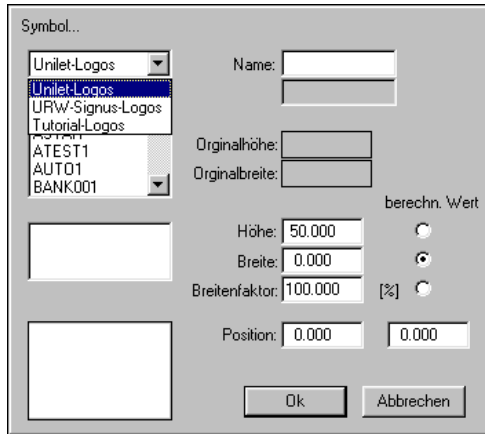 Symbol...
Unilet-Logos
Unilet-Logos
URW-Signus-Logos
Tutorial-Logos
ATEST1
AUTO1
BANK001
Name:
Orginalhöhe:
Orginalbreite:
berechn. Wert
Höhe: 50.000
Breite: 0.000
Breitenfaktor: 100.000 [%]
Position: 0.000 0.000
Ok Abbrechen